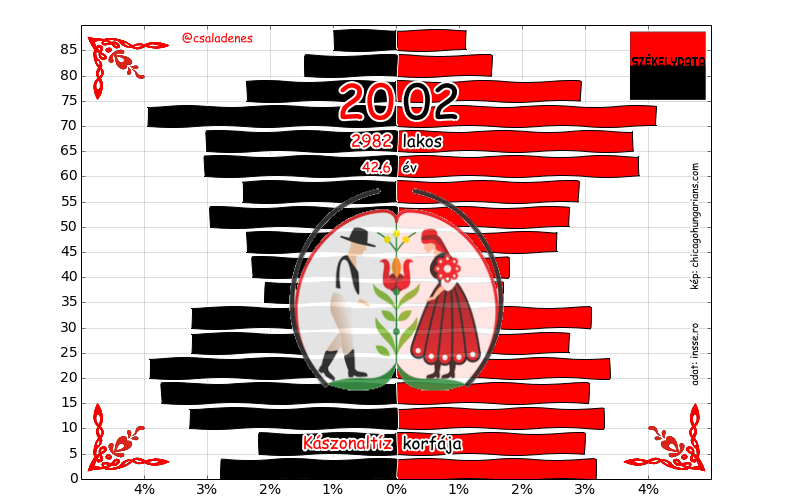 @csaladenes
SZÉKELYDATA
2002
2982 lakos
42.6 év
kép: chicagohungarians.com
adat: insse.ro
Kászonaltíz korfája
85
80
75
70
65
60
55
50
45
40
35
30
25
20
15
10
5
0
4% 3% 2% 1% 0% 1% 2% 3% 4%